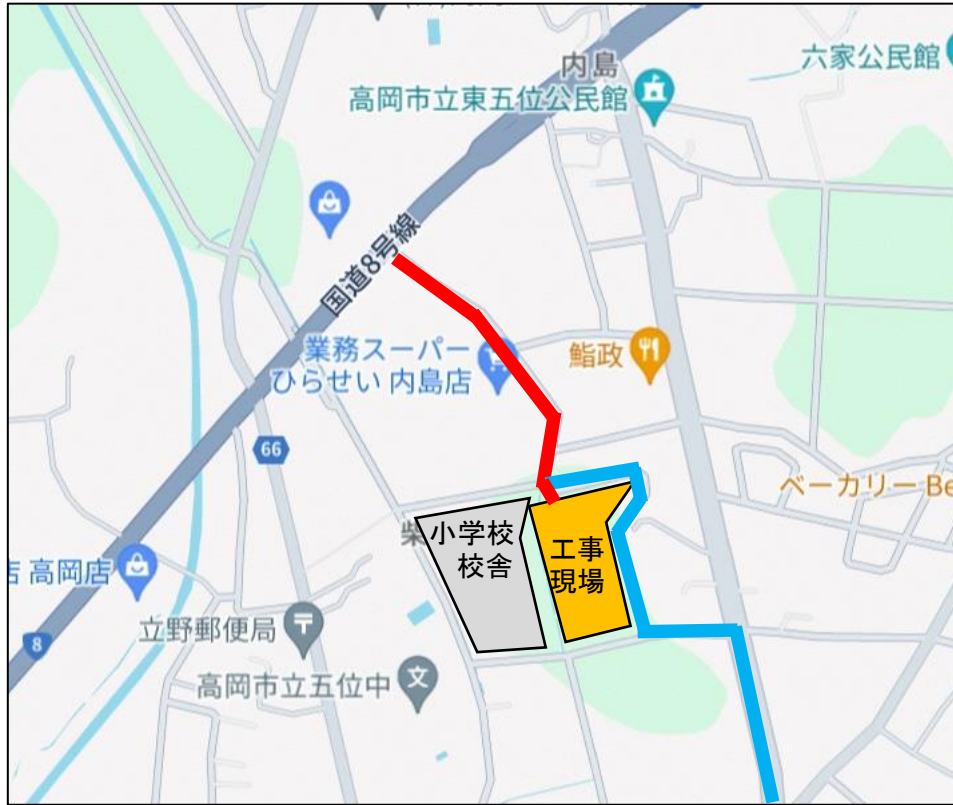 内島
六家公民館
高岡市立東五位公民館
国道8号線
業務スーパー
ひらせい 内島店
鮨政
66
ベーカリー Be
柴
小学校
校舎
工事
現場
店 高岡店
8
立野郵便局
高岡市立五位中
文